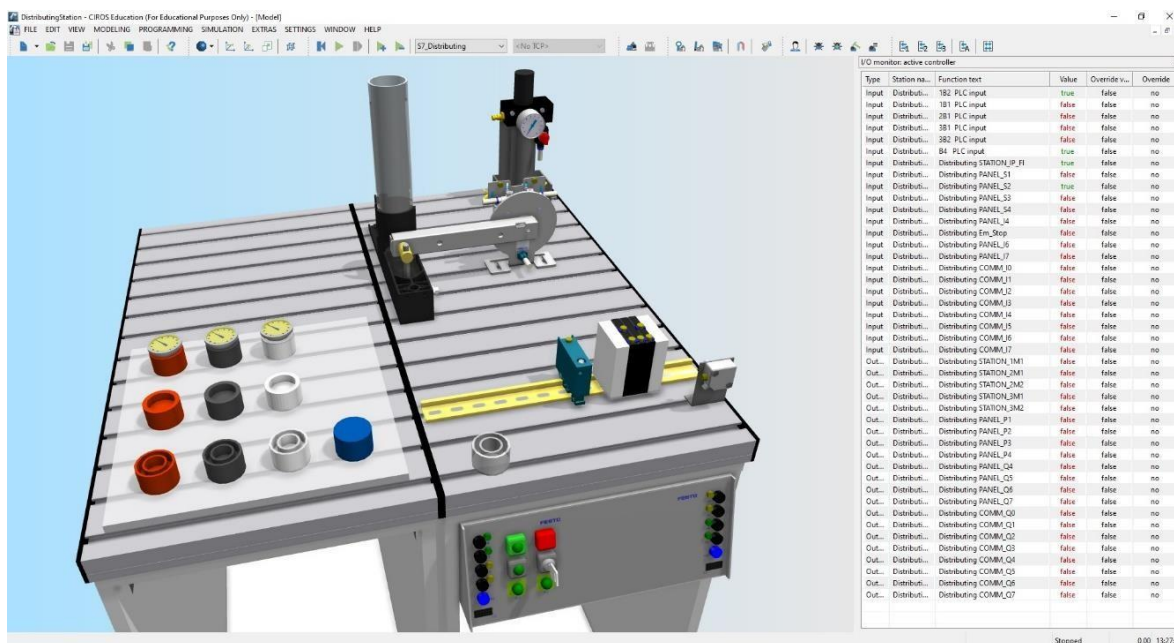 DistributingStation - CIROS Education (For Educational Purposes Only) - [Model]
FILE EDIT VIEW MODELING PROGRAMMING SIMULATION EXTRAS SETTINGS WINDOW HELP
S7_Distributing <No TCP>
I/O monitor: active controller
Type Station na... Function text Value Override v... Override
Input Distributi... 1B2 PLC input true false no
Input Distributi... 1B1 PLC input false false no
Input Distributi... 2B1 PLC input false false no
Input Distributi... 3B1 PLC input false false no
Input Distributi... 3B2 PLC input false false no
Input Distributi... B4 PLC input true false no
Input Distributi... Distributing STATION_IP_FI true false no
Input Distributi... Distributing PANEL_S1 false false no
Input Distributi... Distributing PANEL_S2 true false no
Input Distributi... Distributing PANEL_S3 false false no
Input Distributi... Distributing PANEL_S4 false false no
Input Distributi... Distributing PANEL_I4 false false no
Input Distributi... Distributing Em_Stop false false no
Input Distributi... Distributing PANEL_I6 false false no
Input Distributi... Distributing PANEL_I7 false false no
Input Distributi... Distributing COMM_I0 false false no
Input Distributi... Distributing COMM_I1 false false no
Input Distributi... Distributing COMM_I2 false false no
Input Distributi... Distributing COMM_I3 false false no
Input Distributi... Distributing COMM_I4 false false no
Input Distributi... Distributing COMM_I5 false false no
Input Distributi... Distributing COMM_I6 false false no
Input Distributi... Distributing COMM_I7 false false no
Out... Distributi... Distributing STATION_1M1 false false no
Out... Distributi... Distributing STATION_2M1 false false no
Out... Distributi... Distributing STATION_2M2 false false no
Out... Distributi... Distributing STATION_3M1 false false no
Out... Distributi... Distributing STATION_3M2 false false no
Out... Distributi... Distributing PANEL_P1 false false no
Out... Distributi... Distributing PANEL_P2 false false no
Out... Distributi... Distributing PANEL_P3 false false no
Out... Distributi... Distributing PANEL_P4 false false no
Out... Distributi... Distributing PANEL_Q4 false false no
Out... Distributi... Distributing PANEL_Q5 false false no
Out... Distributi... Distributing PANEL_Q6 false false no
Out... Distributi... Distributing PANEL_Q7 false false no
Out... Distributi... Distributing COMM_Q0 false false no
Out... Distributi... Distributing COMM_Q1 false false no
Out... Distributi... Distributing COMM_Q2 false false no
Out... Distributi... Distributing COMM_Q3 false false no
Out... Distributi... Distributing COMM_Q4 false false no
Out... Distributi... Distributing COMM_Q5 false false no
Out... Distributi... Distributing COMM_Q6 false false no
Out... Distributi... Distributing COMM_Q7 false false no
FESTO
FESTO
Stopped 0.00